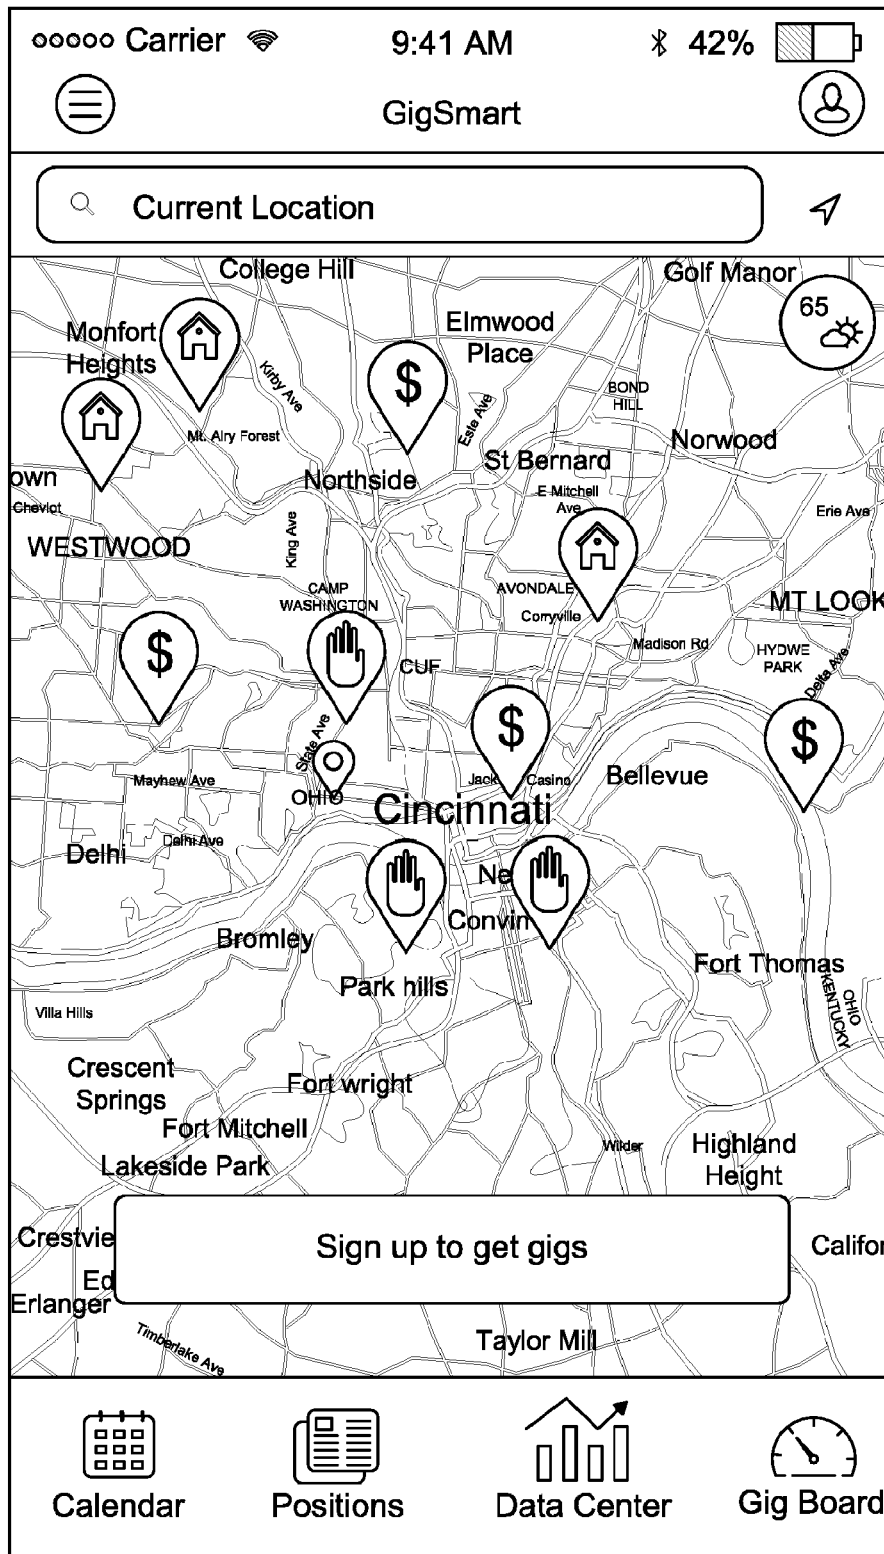 Carrier 9:41 AM 42%
GigSmart
Current Location
College Hill
Golf Manor
65
Monfort
Heights
Elmwood
Place
$
Kirby Ave
BOND
HILL
Este Ave
Mt. Airy Forest
Norwood
St Bernard
own
Northside
E Mitchell
Ave
Cheviot
Erie Ave
King Ave
WESTWOOD
CAMP
WASHINGTON
AVONDALE
MT LOOK
Corryville
$
Madison Rd
HYDWE
PARK
CUF
Delta Ave
$
$
State Ave
Mayhew Ave
Jack Casino
Bellevue
OHIO
Cincinnati
Delhi Ave
Delhi
Ne
Convin
Bromley
Fort Thomas
Park hills
OHIO
KENTUCKY
Villa Hills
Crescent
Springs
Fort wright
Fort Mitchell
Wilder
Highland
Height
Lakeside Park
Crestvie
Sign up to get gigs
Califor
Ed
Erlanger
Timberlake Ave
Taylor Mill
Calendar
Positions
Data Center
Gig Board